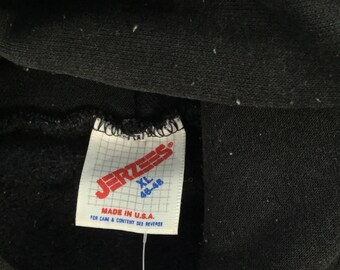 JERZEES
XL
46-48
MADE IN U.S.A.
FOR CARE & CONTENT SEE REVERSE